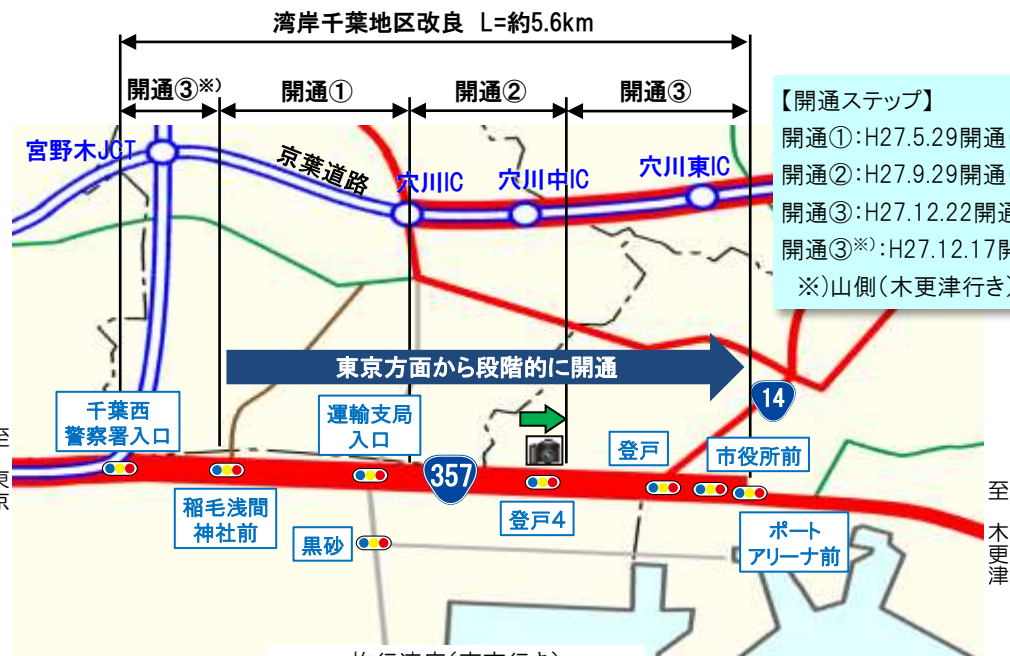 湾岸千葉地区改良 L=約5.6km
開通③※)
開通①
開通②
開通③
【開通ステップ】
開通①:H27.5.29開通
開通②:H27.9.29開通
開通③:H27.12.22開通
開通③※):H27.12.17開
※)山側(木更津行き)
宮野木JCT
京葉道路
穴川IC
穴川中IC
穴川東IC
東京方面から段階的に開通
14
千葉西
警察署入口
運輸支局
入口
登戸
市役所前
至 東京
357
稲毛浅間
神社前
黒砂
登戸4
ポート
アリーナ前
至 木更津